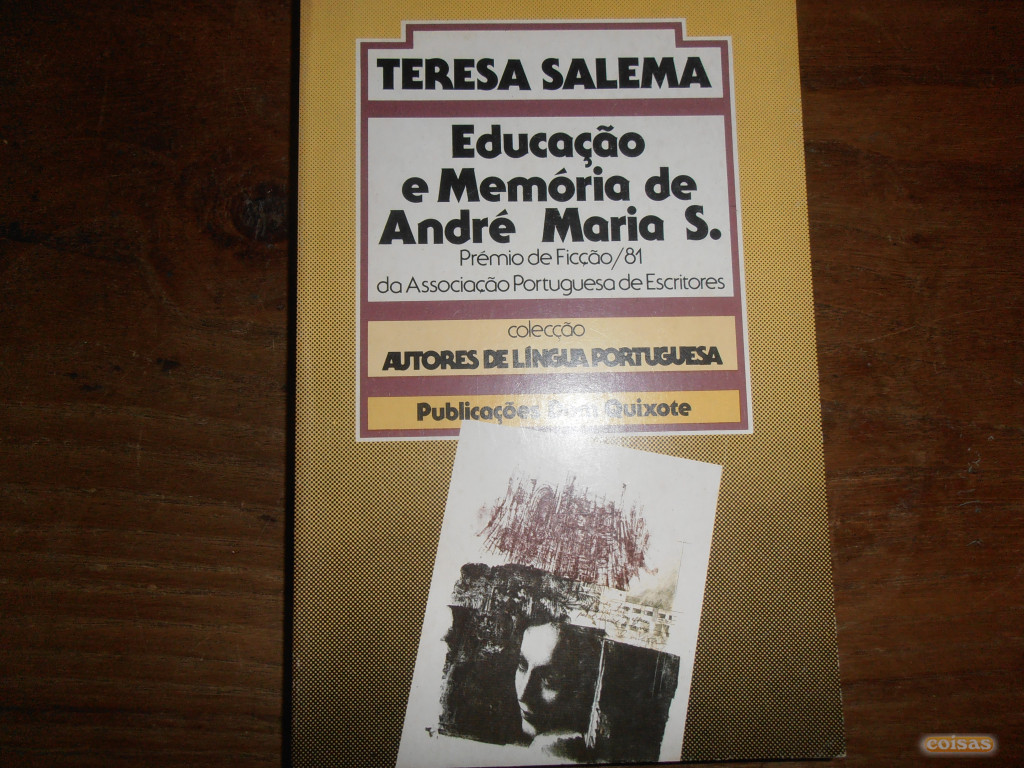 TERESA SALEMA
Educação
e Memória de
André Maria S.
Prémio de Ficção/81
da Associação Portuguesa de Escritores
colecção
AUTORES DE LÍNGUA PORTUGUESA
Publicações Dom Quixote
coisas